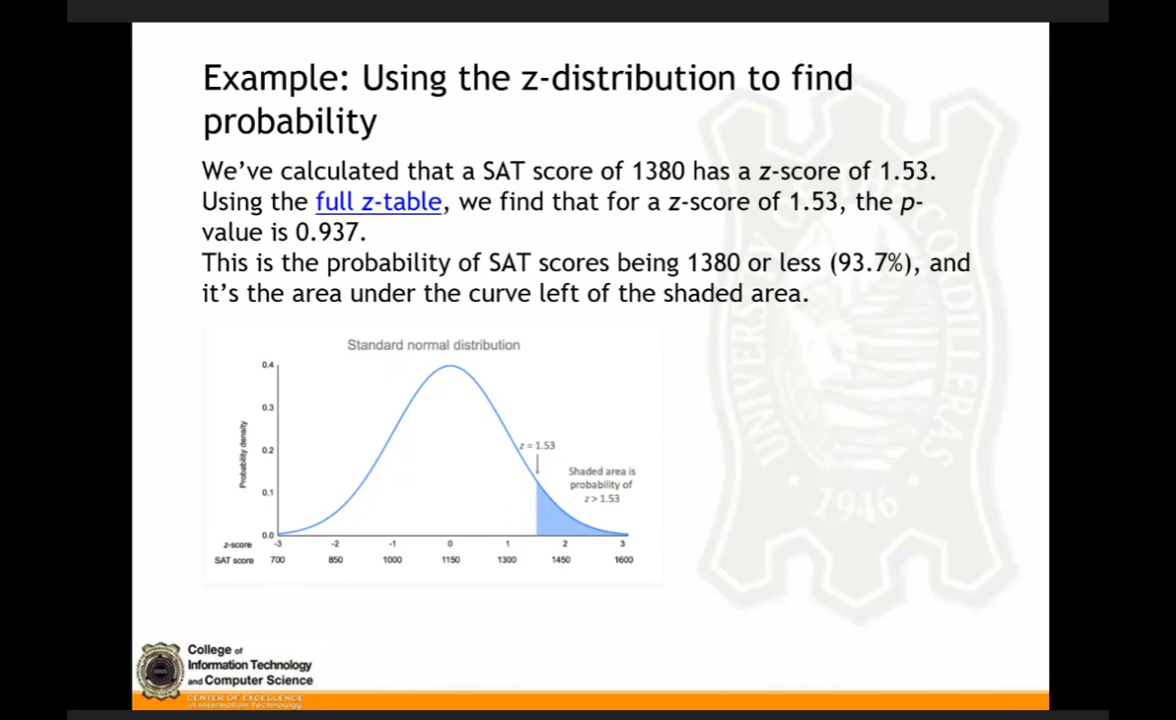 Example: Using the z-distribution to find
probability
We've calculated that a SAT score of 1380 has a z-score of 1.53.
Using the full z-table, we find that for a z-score of 1.53, the p-
value is 0.937.
This is the probability of SAT scores being 1380 or less (93.7%), and
it's the area under the curve left of the shaded area.
Standard normal distribution
Probability density
0.4
0.3
0.2
0.1
0.0
z = 1.53
Shaded area is
probability of
z > 1.53
z-score -3 -2 -1 0 1 2 3
SAT score 700 850 1000 1150 1300 1450 1600
UNIVERSITY OF THE CORDILLERAS
1946
College of
Information Technology
and Computer Science
CENTER OF EXCELLENCE
in Information Technology